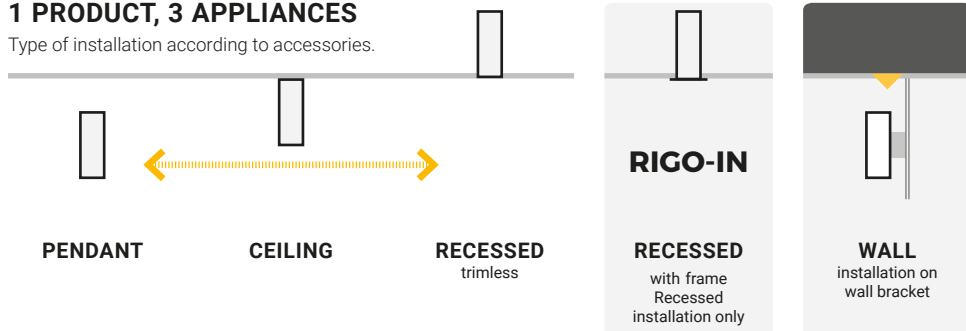 1 PRODUCT, 3 APPLIANCES
Type of installation according to accessories.
RIGO-IN
PENDANT
CEILING
RECESSED
trimless
RECESSED
with frame
Recessed
installation only
WALL
installation on
wall bracket